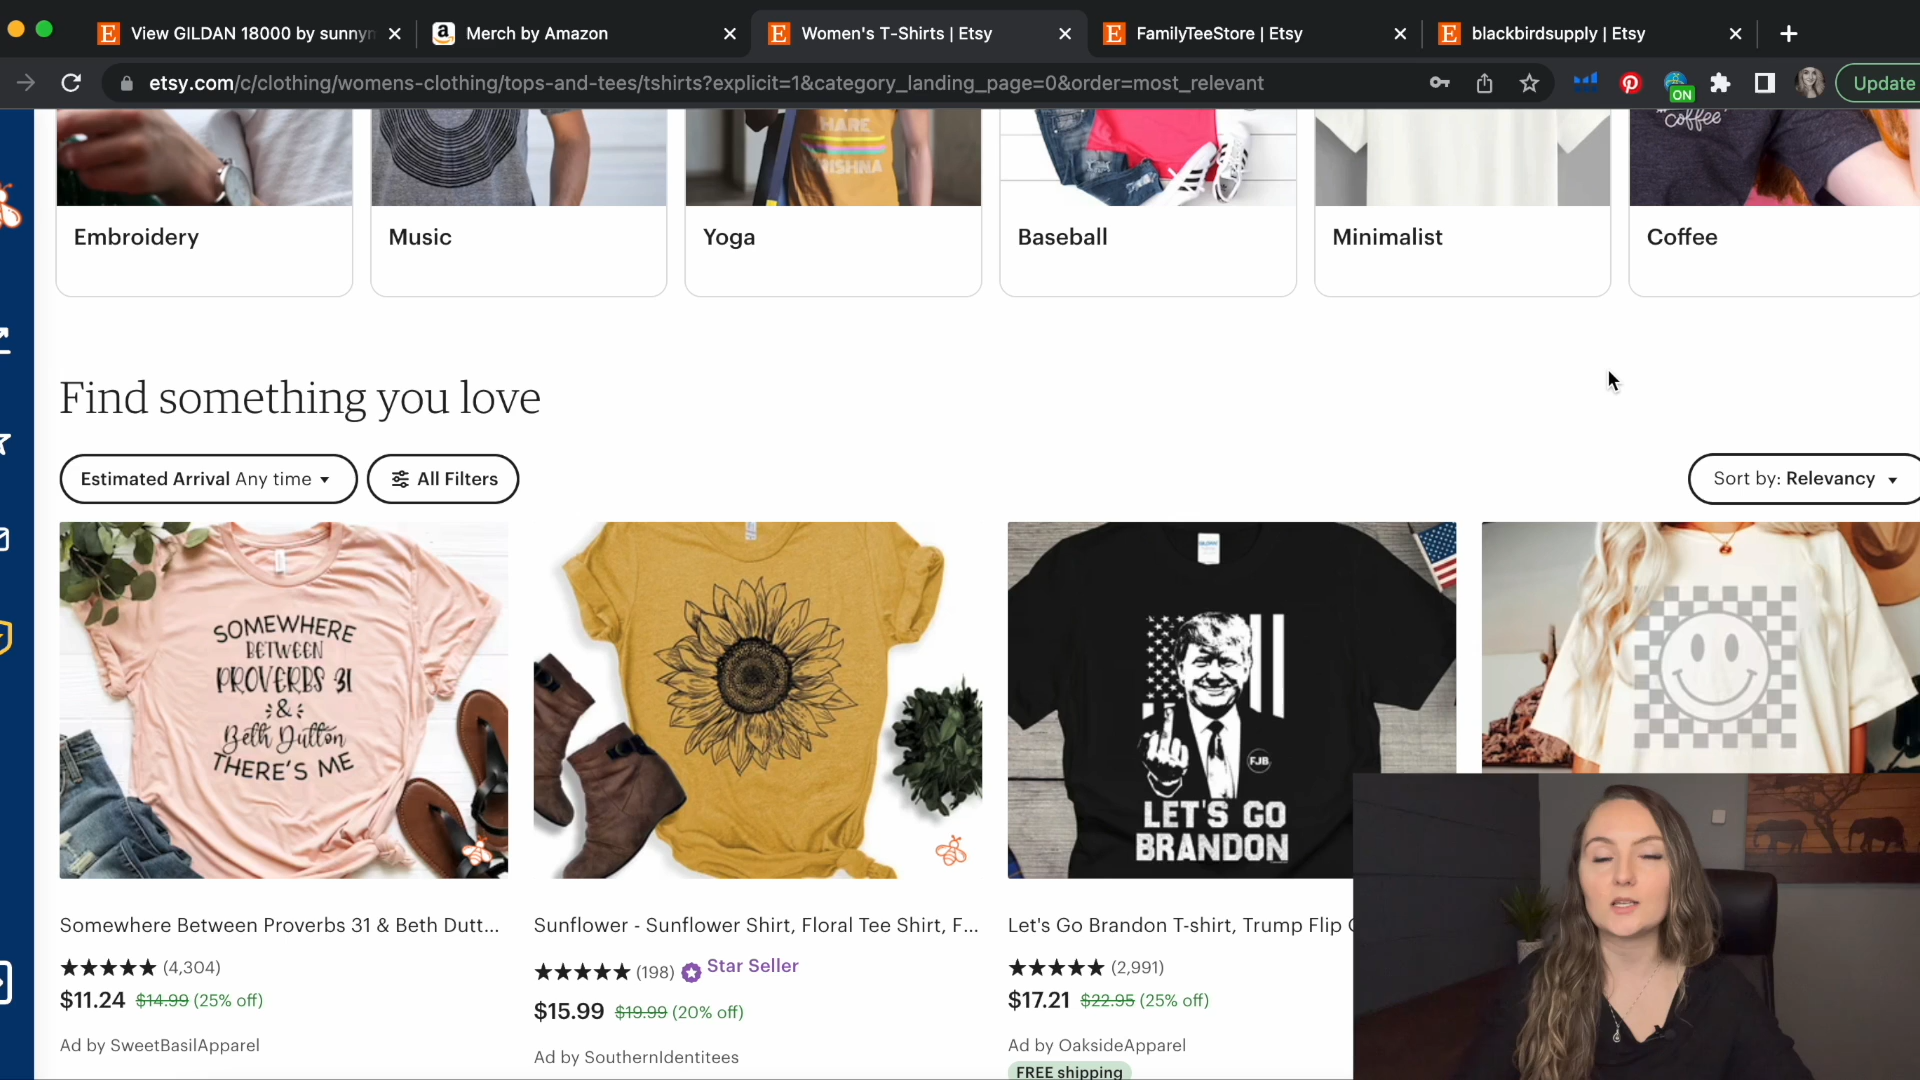 View GILDAN 18000 by sunnyn
Merch by Amazon
Women's T-Shirts | Etsy
FamilyTeeStore | Etsy
blackbirdsupply | Etsy
etsy.com/c/clothing/womens-clothing/tops-and-tees/tshirts?explicit=1&category_landing_page=0&order=most_relevant
ON
Update
HARE
KRISHNA
coffee
Embroidery
Music
Yoga
Baseball
Minimalist
Coffee
Find something you love
Estimated Arrival Any time
All Filters
Sort by: Relevancy
SOMEWHERE
BETWEEN
PROVERBS 31
&
Beth Dutton
THERE'S ME
FJB
LET'S GO
BRANDON
Somewhere Between Proverbs 31 & Beth Dutt...
Sunflower - Sunflower Shirt, Floral Tee Shirt, F...
Let's Go Brandon T-shirt, Trump Flip
(4,304)
(198) Star Seller
(2,991)
$11.24 $14.99 (25% off)
$15.99 $19.99 (20% off)
$17.21 $22.95 (25% off)
Ad by SweetBasilApparel
Ad by SouthernIdentitees
Ad by OaksideApparel
FREE shipping